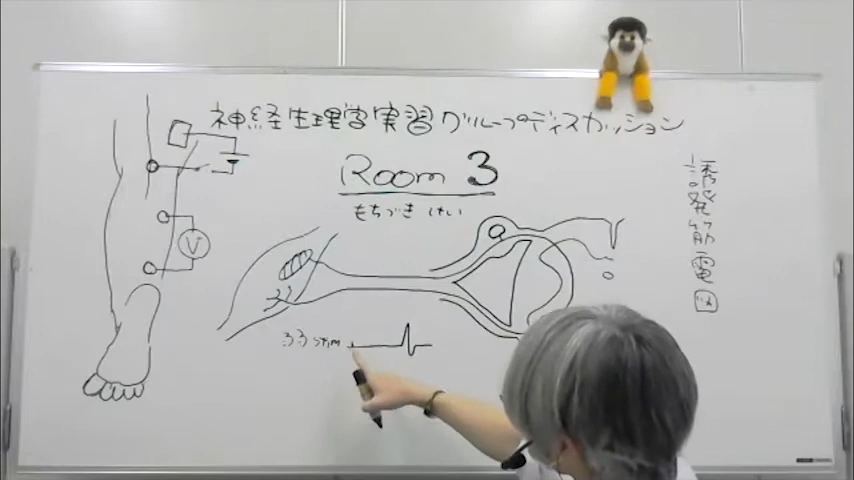 神経生理学実習グループディスカッション
Room 3
もちづき けい
誘発筋電図
V
stim